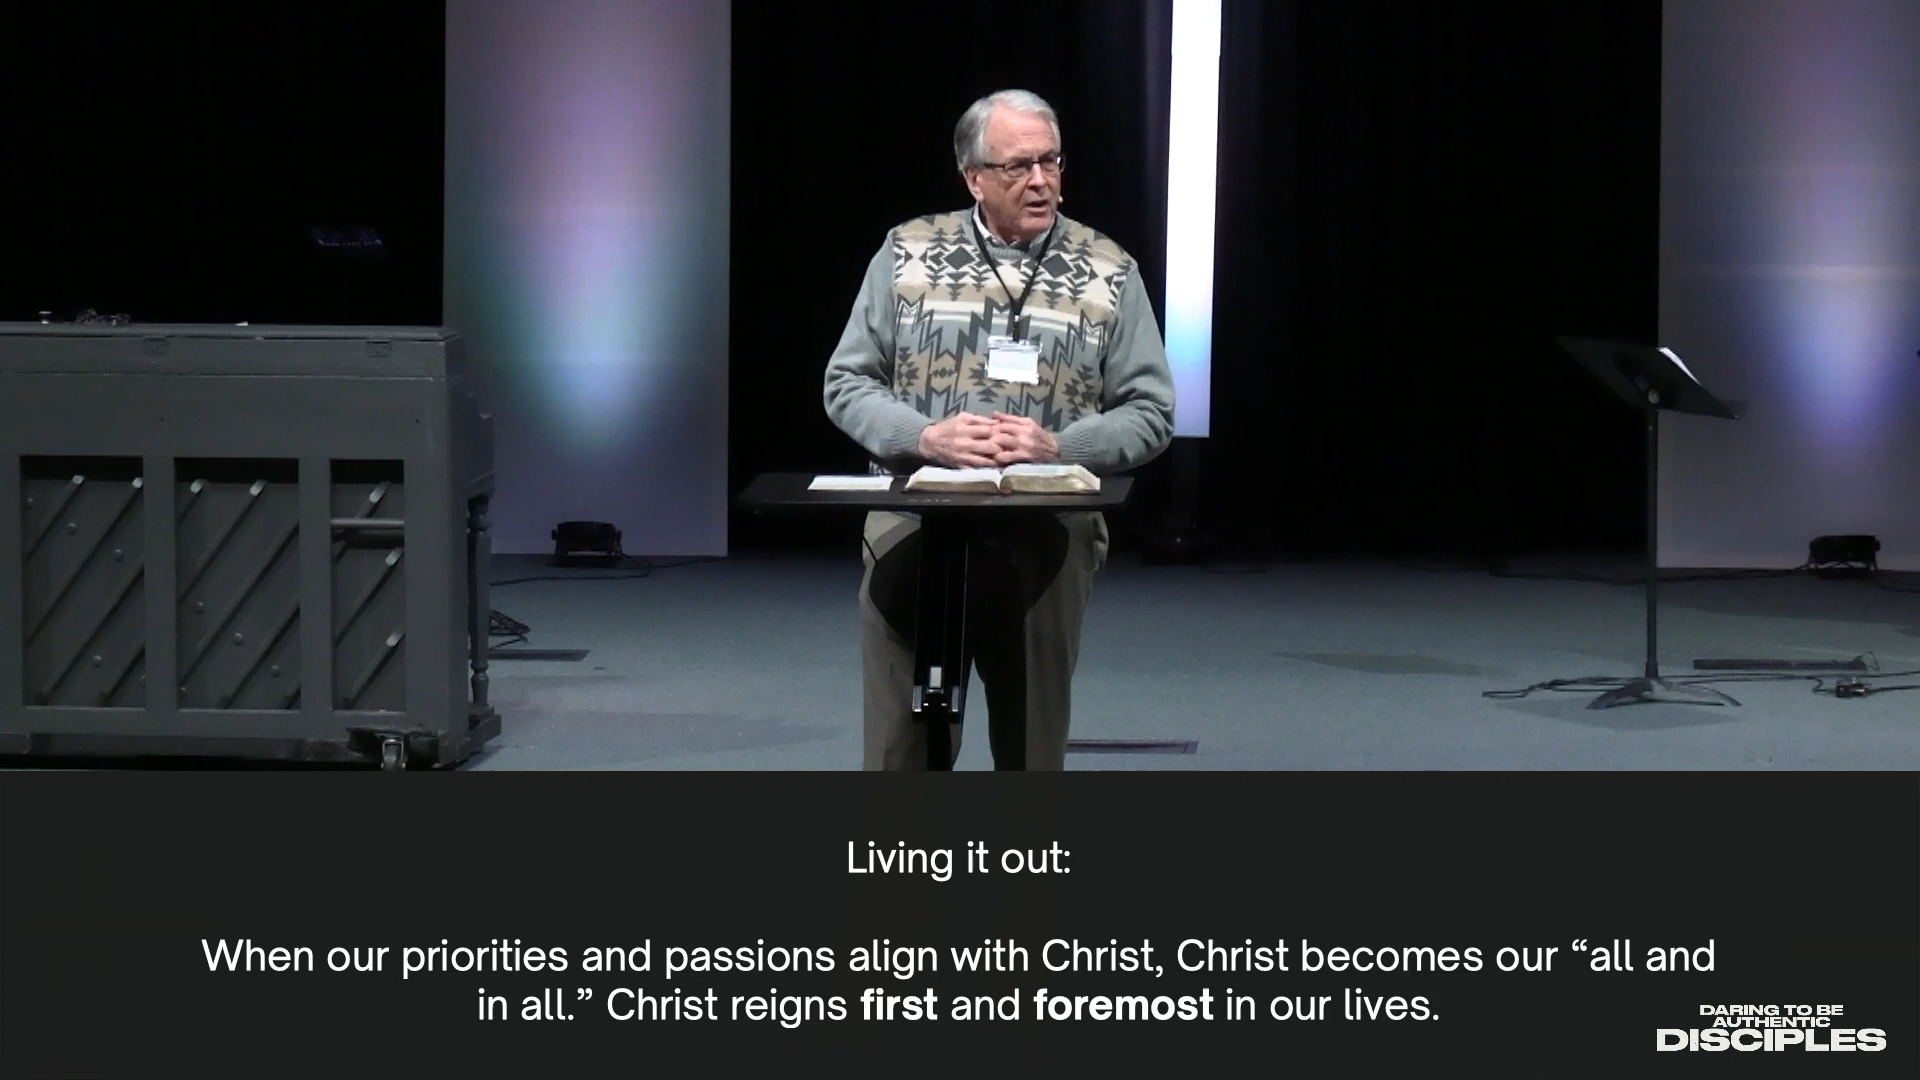 Living it out:
When our priorities and passions align with Christ, Christ becomes our “all and
in all.” Christ reigns first and foremost in our lives.
DARING TO BE
AUTHENTIC
DISCIPLES